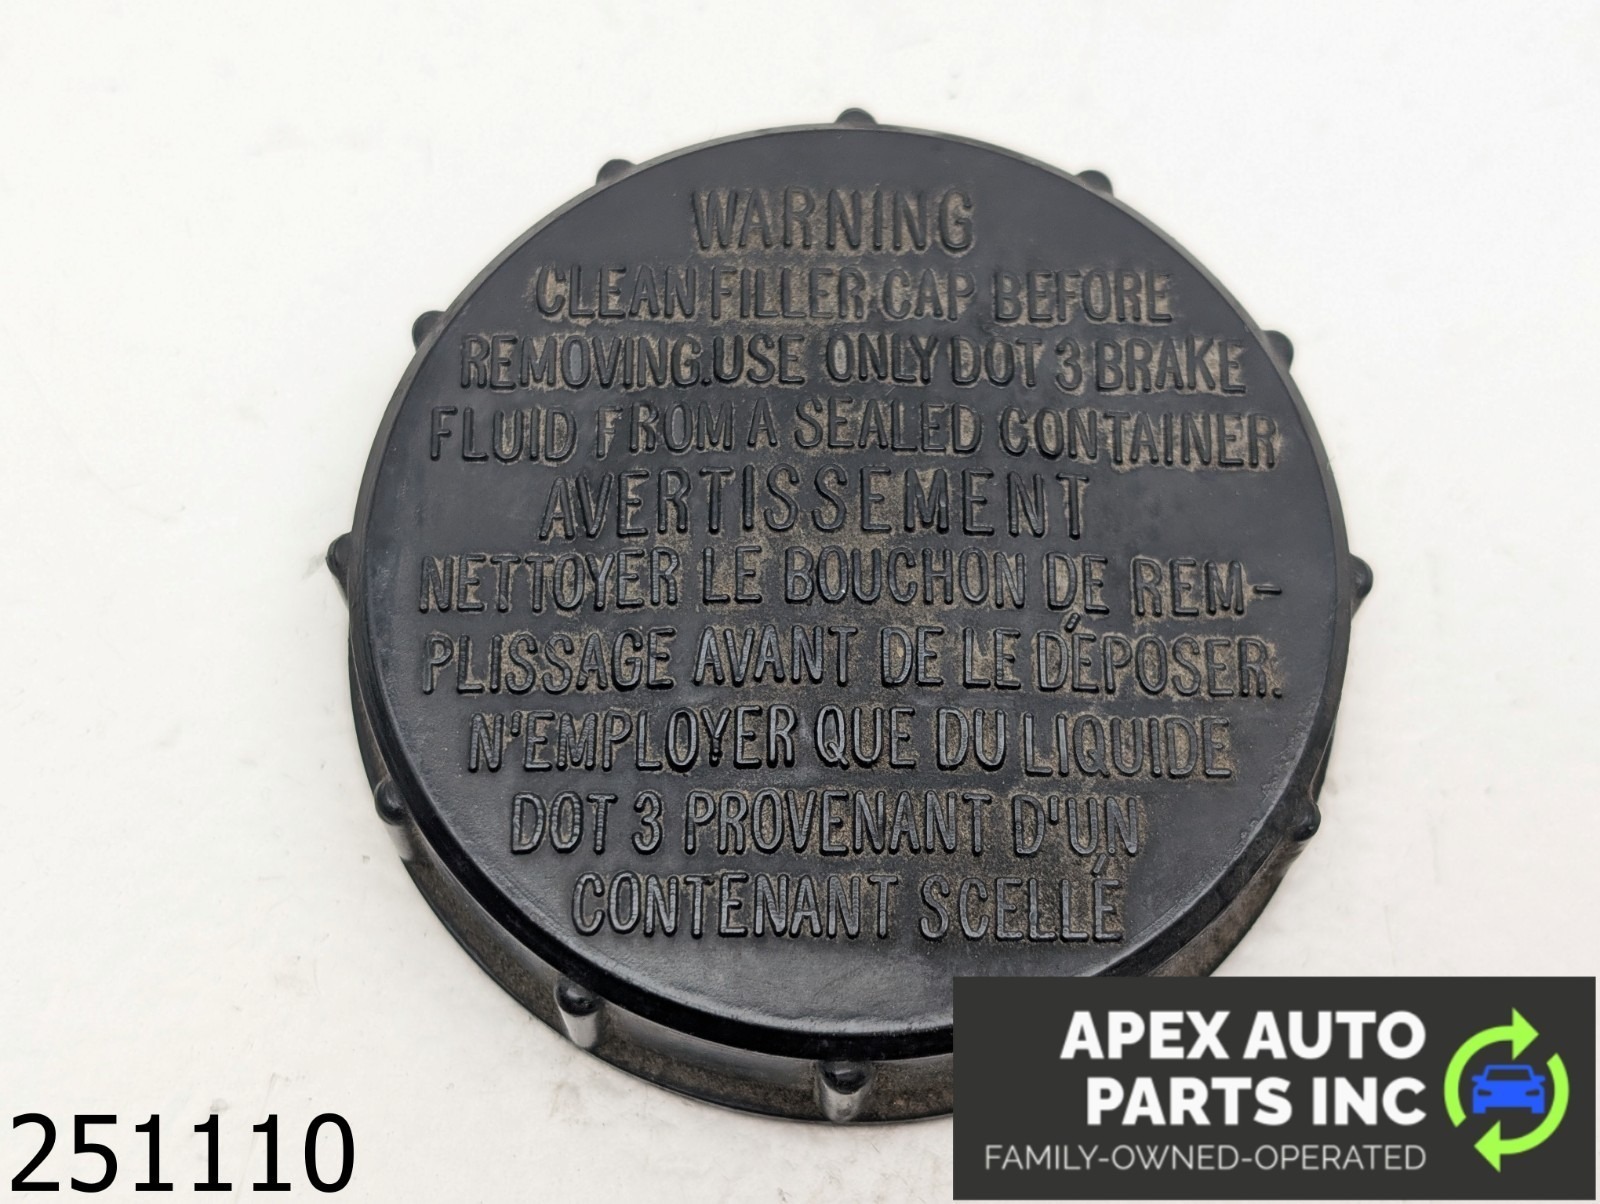 WARNING
CLEAN FILLER CAP BEFORE
REMOVING.USE ONLY DOT 3 BRAKE
FLUID FROM A SEALED CONTAINER
AVERTISSEMENT
NETTOYER LE BOUCHON DE REM-
PLISSAGE AVANT DE LE DÉPOSER.
N'EMPLOYER QUE DU LIQUIDE
DOT 3 PROVENANT D'UN
CONTENANT SCELLÉ
APEX AUTO
PARTS INC
FAMILY-OWNED-OPERATED
251110